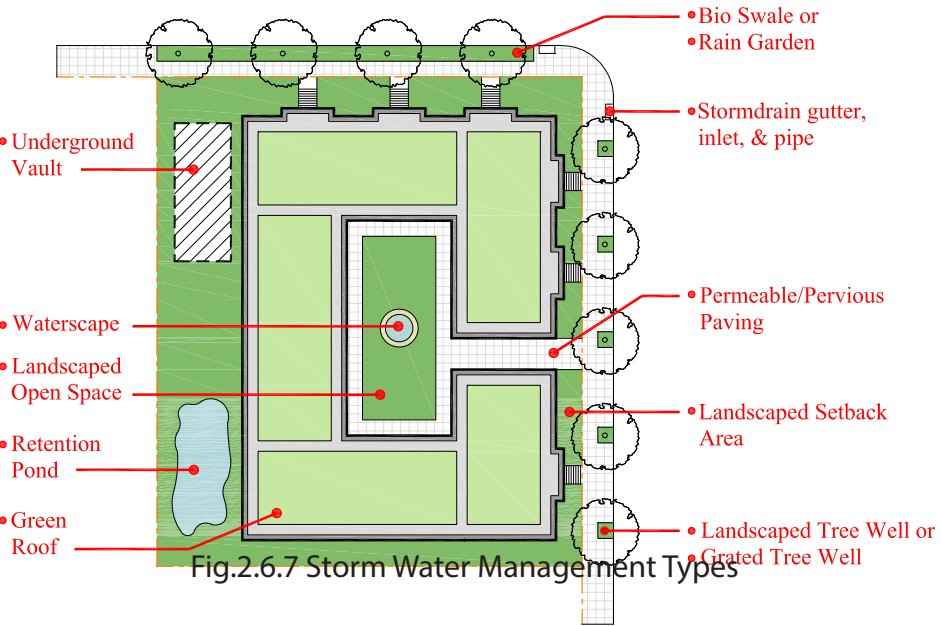 Bio Swale or
Rain Garden
Stormdrain gutter,
inlet, & pipe
Underground
Vault
Permeable/Pervious
Paving
Waterscape
Landscaped
Open Space
Landscaped Setback
Area
Retention
Pond
Green
Roof
Landscaped Tree Well or
Grated Tree Well
Fig.2.6.7 Storm Water Management Types